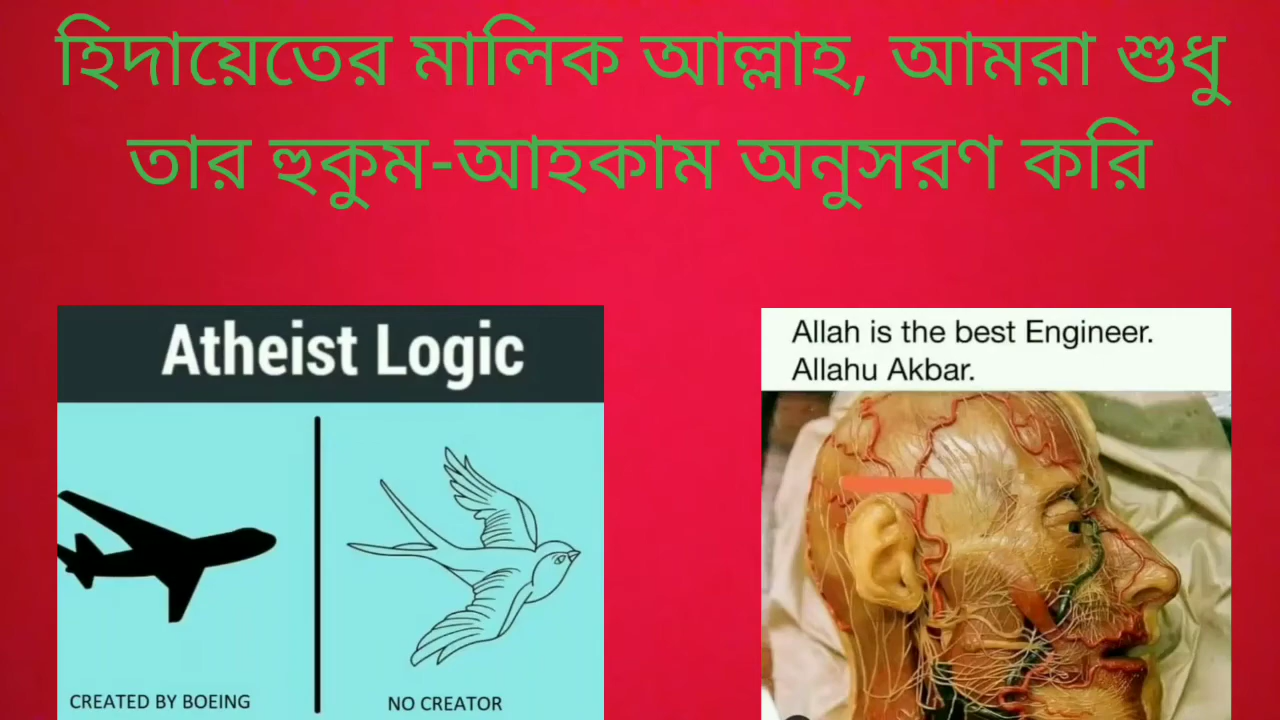 হিদায়েতের মালিক আল্লাহ, আমরা শুধু
তার হুকুম-আহকাম অনুসরণ করি
Atheist Logic
CREATED BY BOEING
NO CREATOR
Allah is the best Engineer.
Allahu Akbar.